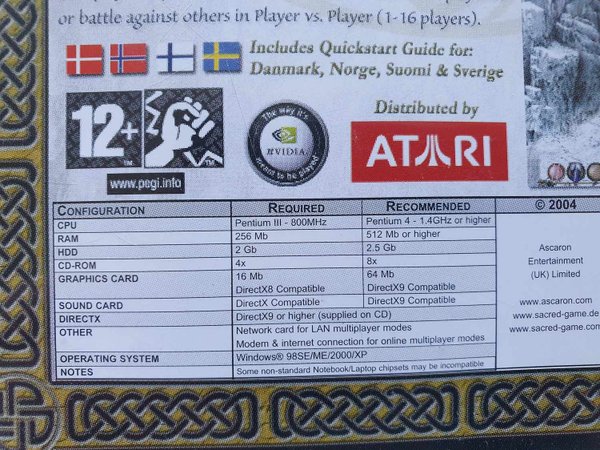 or battle against others in Player vs. Player (1-16 players).
Includes Quickstart Guide for:
Danmark, Norge, Suomi & Sverige
12+
www.pegi.info
The way it's
nVIDIA.
meant to be played
Distributed by
ATARI
CONFIGURATION REQUIRED RECOMMENDED
CPU Pentium III - 800MHz Pentium 4 - 1.4GHz or higher
RAM 256 Mb 512 Mb or higher
HDD 2 Gb 2.5 Gb
CD-ROM 4x 8x
GRAPHICS CARD 16 Mb 64 Mb
DirectX8 Compatible DirectX9 Compatible
SOUND CARD DirectX Compatible DirectX9 Compatible
DIRECTX DirectX9 or higher (supplied on CD)
OTHER Network card for LAN multiplayer modes
Modem & internet connection for online multiplayer modes
OPERATING SYSTEM Windows® 98SE/ME/2000/XP
NOTES Some non-standard Notebook/Laptop chipsets may be incompatible
© 2004
Ascaron
Entertainment
(UK) Limited
www.ascaron.com
www.sacred-game.de
www.sacred-game.com